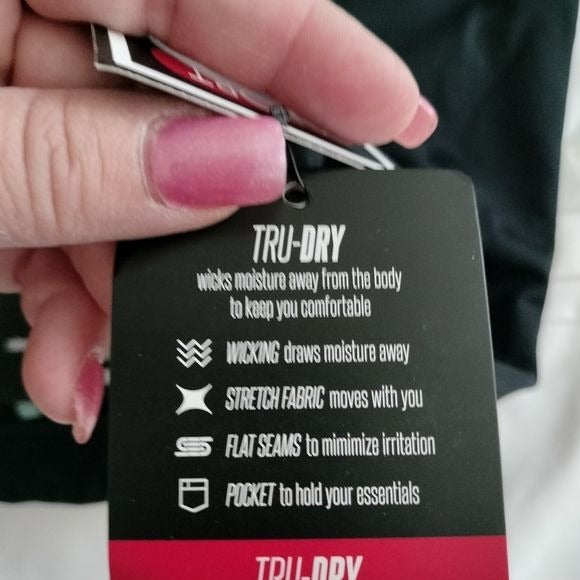 TRU-DRY
wicks moisture away from the body
to keep you comfortable
WICKING draws moisture away
STRETCH FABRIC moves with you
FLAT SEAMS to mimimize irritation
POCKET to hold your essentials
TRU-DRY